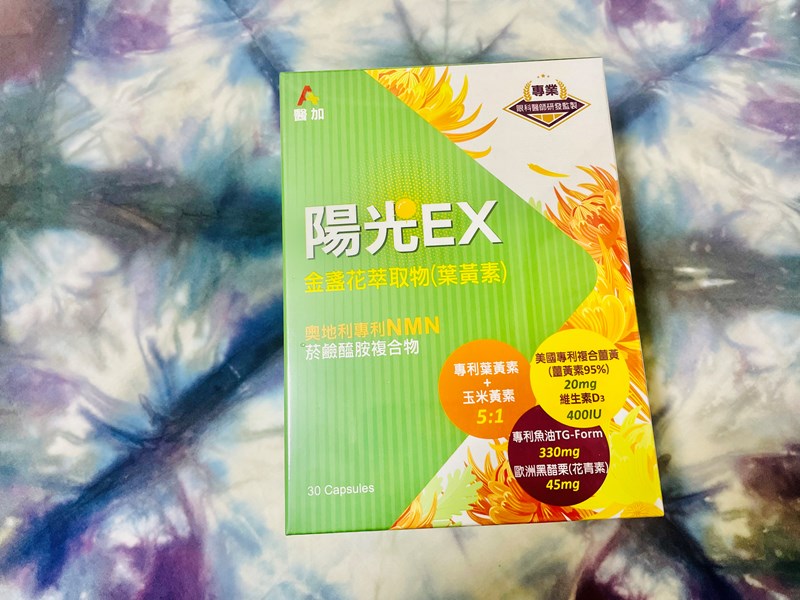 醫加
專業
眼科醫師研發監製
陽光EX
金盞花萃取物(葉黃素)
奧地利專利NMN
菸鹼醯胺複合物
專利葉黃素
+
玉米黃素
5:1
美國專利複合薑黃
(薑黃素95%)
20mg
維生素D3
400IU
專利魚油TG-Form
330mg
歐洲黑醋栗(花青素)
45mg
30 Capsules